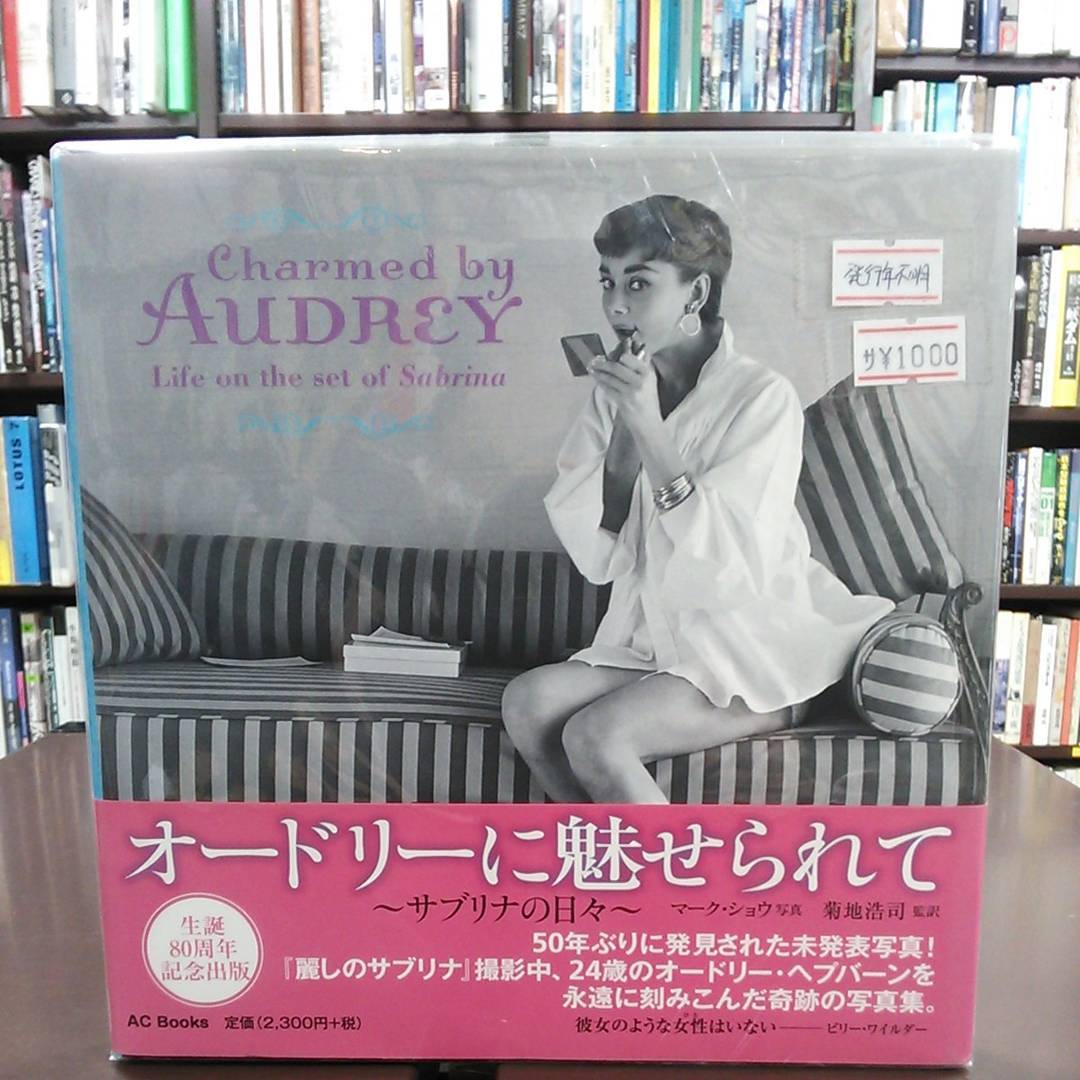 Charmed by
AUDREY
Life on the set of Sabrina
発行年不明
サ¥1000
オードリーに魅せられて
〜サブリナの日々〜 マーク・ショウ 写真 菊地浩司 監訳
生誕
80周年
記念出版
50年ぶりに発見された未発表写真!
『麗しのサブリナ』撮影中、24歳のオードリー・ヘプバーンを
永遠に刻みこんだ奇跡の写真集。
彼女のような女性はいない——ビリー・ワイルダー
AC Books 定価(2,300円+税)
LOTUS 7